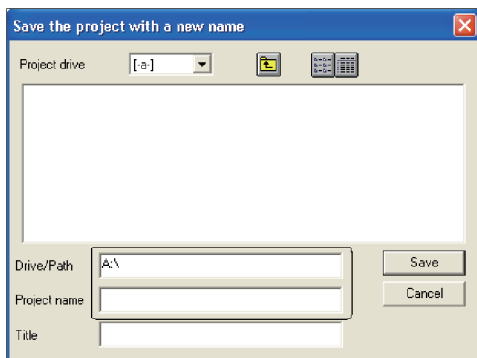 Save the project with a new name
Project drive [-a-]
Drive/Path A:\
Save
Project name
Cancel
Title